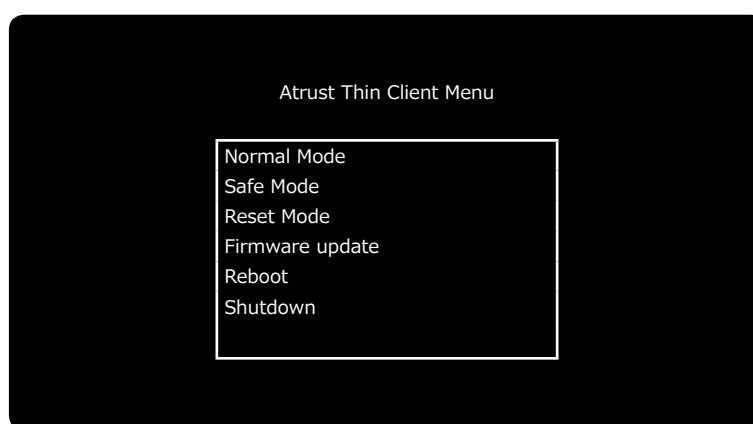 Atrust Thin Client Menu
Normal Mode
Safe Mode
Reset Mode
Firmware update
Reboot
Shutdown